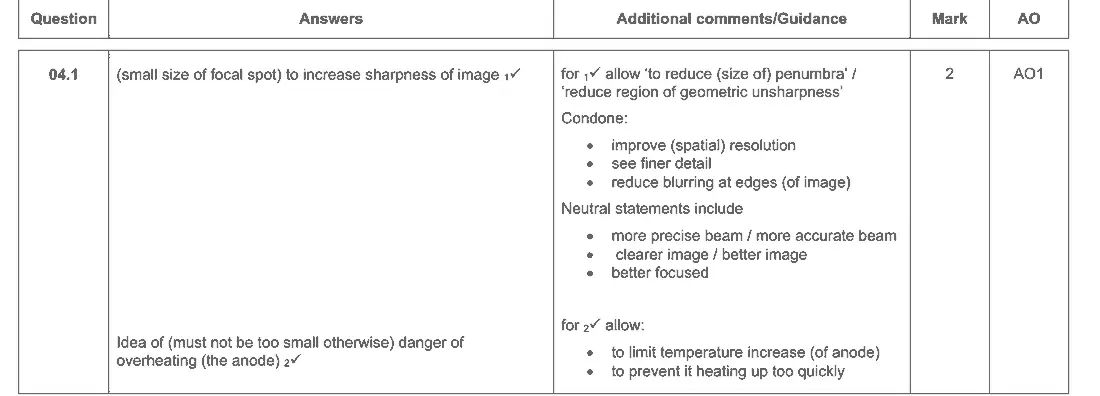 Question Answers Additional comments/Guidance Mark AO
04.1 (small size of focal spot) to increase sharpness of image 1✓ for 1✓ allow 'to reduce (size of) penumbra' / 2 AO1
'reduce region of geometric unsharpness'
Condone:
• improve (spatial) resolution
• see finer detail
• reduce blurring at edges (of image)
Neutral statements include
• more precise beam / more accurate beam
• clearer image / better image
• better focused
for 2✓ allow:
Idea of (must not be too small otherwise) danger of
overheating (the anode) 2✓
• to limit temperature increase (of anode)
• to prevent it heating up too quickly